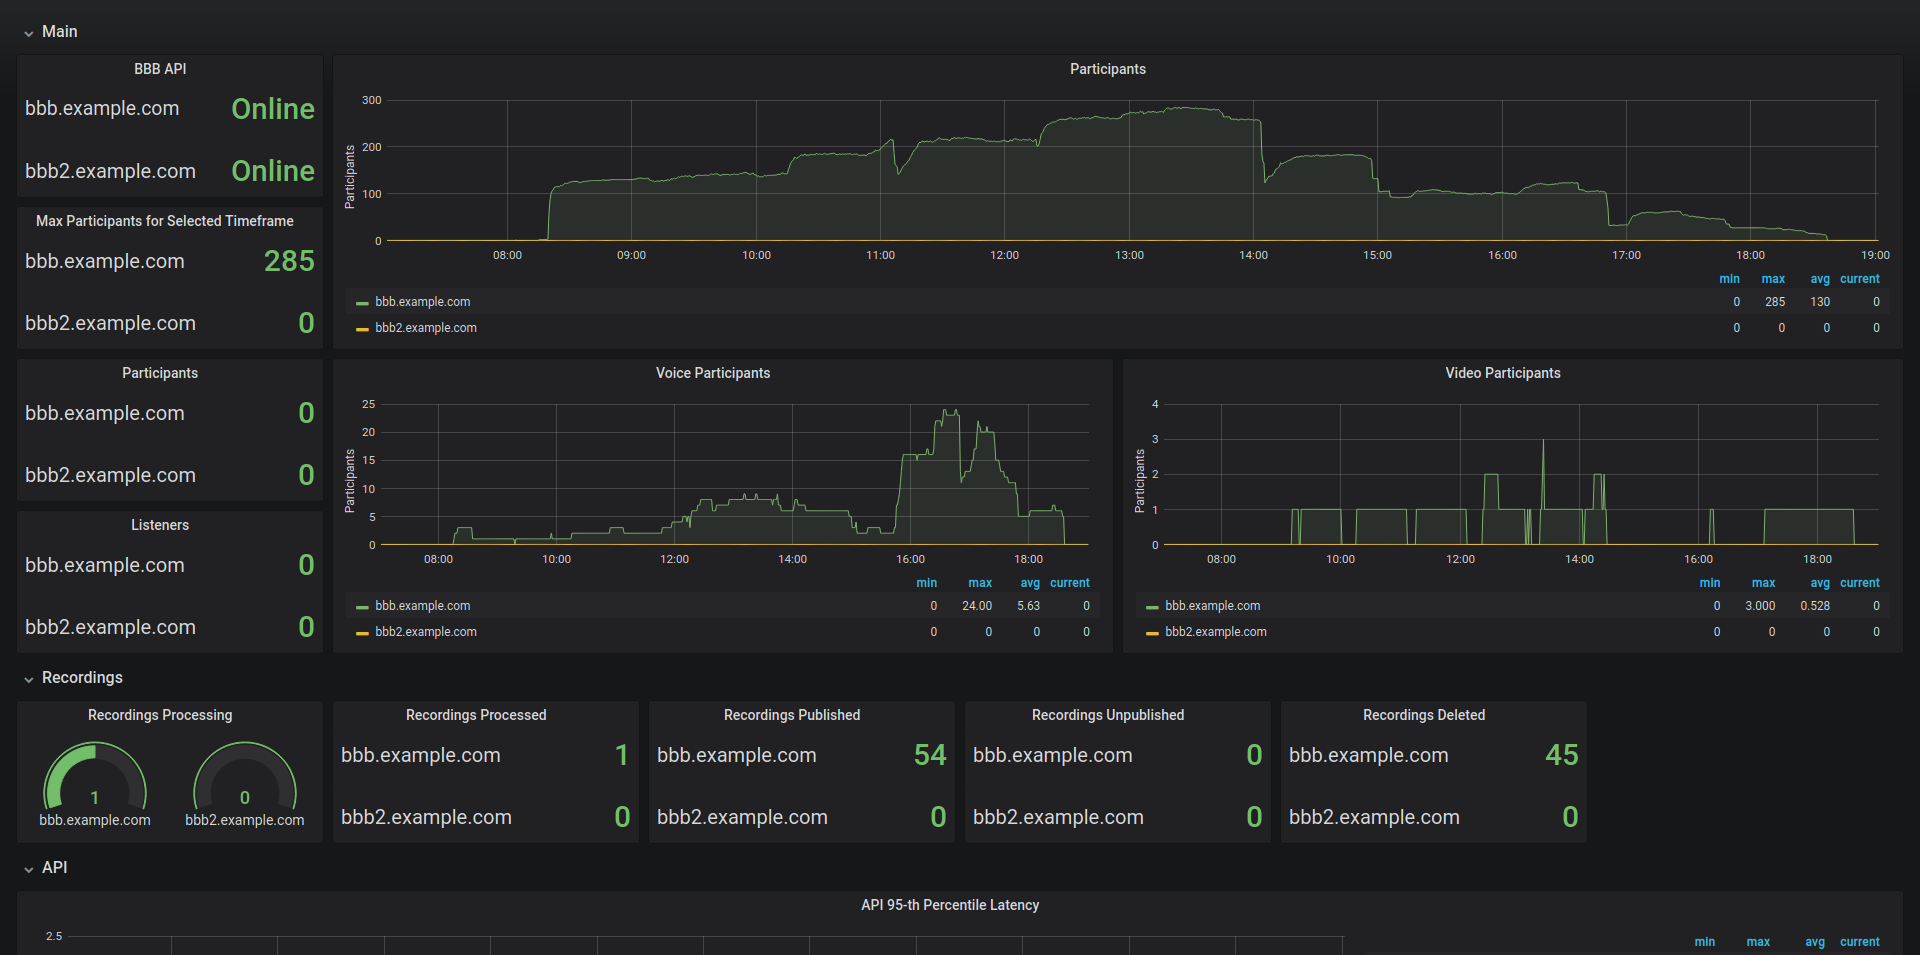 Main
BBB API
bbb.example.com Online
bbb2.example.com Online
Participants
Participants
300
200
100
0
08:00 09:00 10:00 11:00 12:00 13:00 14:00 15:00 16:00 17:00 18:00 19:00
min max avg current
bbb.example.com 0 285 130 0
bbb2.example.com 0 0 0 0
Max Participants for Selected Timeframe
bbb.example.com 285
bbb2.example.com 0
Participants
bbb.example.com 0
bbb2.example.com 0
Voice Participants
Participants
25
20
15
10
5
0
08:00 10:00 12:00 14:00 16:00 18:00
min max avg current
bbb.example.com 0 24.00 5.63 0
bbb2.example.com 0 0 0 0
Video Participants
Participants
4
3
2
1
0
08:00 10:00 12:00 14:00 16:00 18:00
min max avg current
bbb.example.com 0 3.000 0.528 0
bbb2.example.com 0 0 0 0
Listeners
bbb.example.com 0
bbb2.example.com 0
Recordings
Recordings Processing
1 0
bbb.example.com bbb2.example.com
Recordings Processed
bbb.example.com 1
bbb2.example.com 0
Recordings Published
bbb.example.com 54
bbb2.example.com 0
Recordings Unpublished
bbb.example.com 0
bbb2.example.com 0
Recordings Deleted
bbb.example.com 45
bbb2.example.com 0
API
API 95-th Percentile Latency
2.5
min max avg current